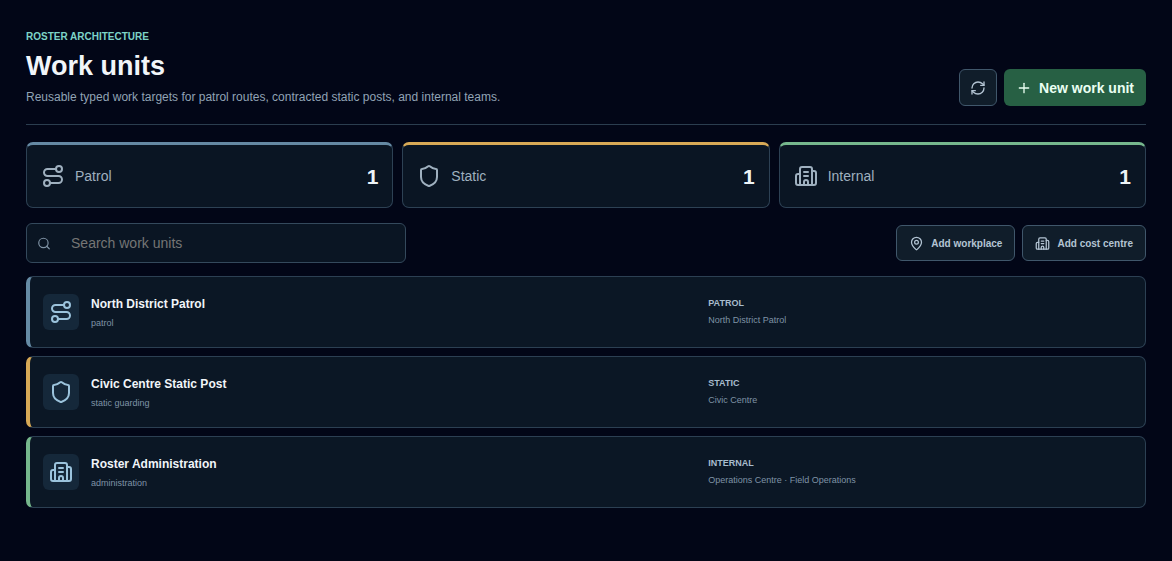 ROSTER ARCHITECTURE
Work units
Reusable typed work targets for patrol routes, contracted static posts, and internal teams.
New work unit
Patrol 1
Static 1
Internal 1
Search work units
Add workplace
Add cost centre
North District Patrol
patrol
PATROL
North District Patrol
Civic Centre Static Post
static guarding
STATIC
Civic Centre
Roster Administration
administration
INTERNAL
Operations Centre · Field Operations